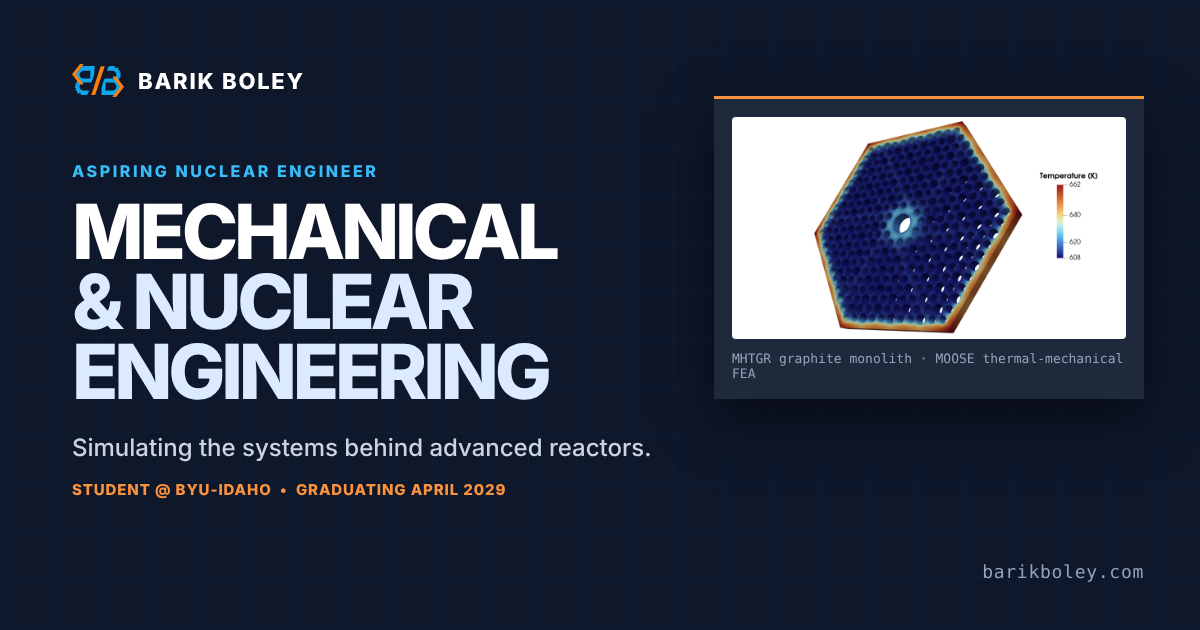 BARIK BOLEY
ASPIRING NUCLEAR ENGINEER
MECHANICAL
& NUCLEAR
ENGINEERING
Simulating the systems behind advanced reactors.
STUDENT @ BYU-IDAHO • GRADUATING APRIL 2029
Temperature (K)
662
640
620
608
MHTGR graphite monolith · MOOSE thermal-mechanical
FEA
barikboley.com